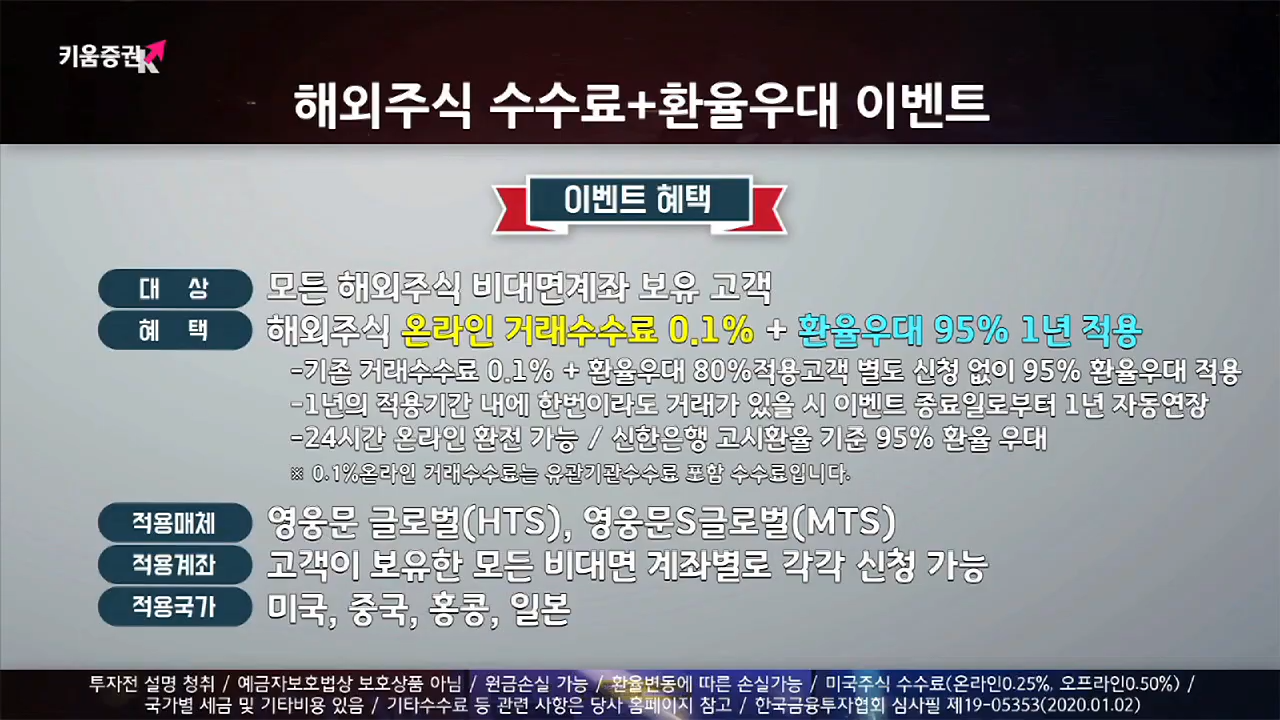 키움증권
해외주식 수수료+환율우대 이벤트
이벤트 혜택
대 상 모든 해외주식 비대면계좌 보유 고객
혜 택 해외주식 온라인 거래수수료 0.1% + 환율우대 95% 1년 적용
-기존 거래수수료 0.1% + 환율우대 80%적용고객 별도 신청 없이 95% 환율우대 적용
-1년의 적용기간 내에 한번이라도 거래가 있을 시 이벤트 종료일로부터 1년 자동연장
-24시간 온라인 환전 가능 / 신한은행 고시환율 기준 95% 환율 우대
※ 0.1%온라인 거래수수료는 유관기관수수료 포함 수수료입니다.
적용매체 영웅문 글로벌(HTS), 영웅문S글로벌(MTS)
적용계좌 고객이 보유한 모든 비대면 계좌별로 각각 신청 가능
적용국가 미국, 중국, 홍콩, 일본
투자전 설명 청취 / 예금자보호법상 보호상품 아님 / 원금손실 가능 / 환율변동에 따른 손실가능 / 미국주식 수수료(온라인0.25%, 오프라인0.50%) /
국가별 세금 및 기타비용 있음 / 기타수수료 등 관련 사항은 당사 홈페이지 참고 / 한국금융투자협회 심사필 제19-05353(2020.01.02)